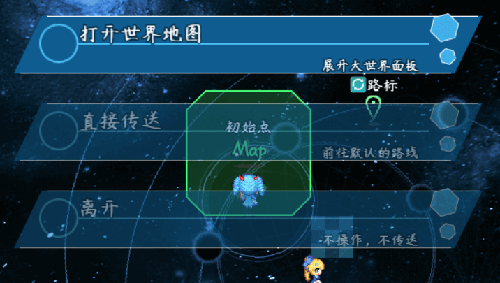 打开世界地图
展开大世界面板
路标
直接传送
初始点
Map
前往默认的路线
离开
不操作，不传送